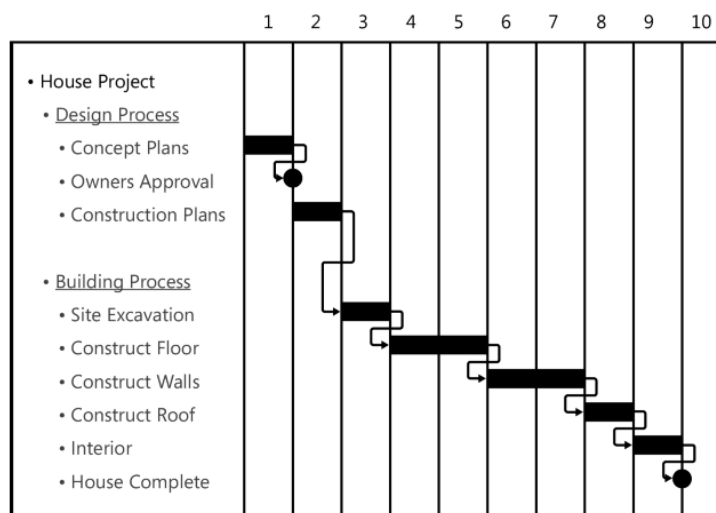 1 2 3 4 5 6 7 8 9 10
• House Project
• Design Process
• Concept Plans
• Owners Approval
• Construction Plans
• Building Process
• Site Excavation
• Construct Floor
• Construct Walls
• Construct Roof
• Interior
• House Complete